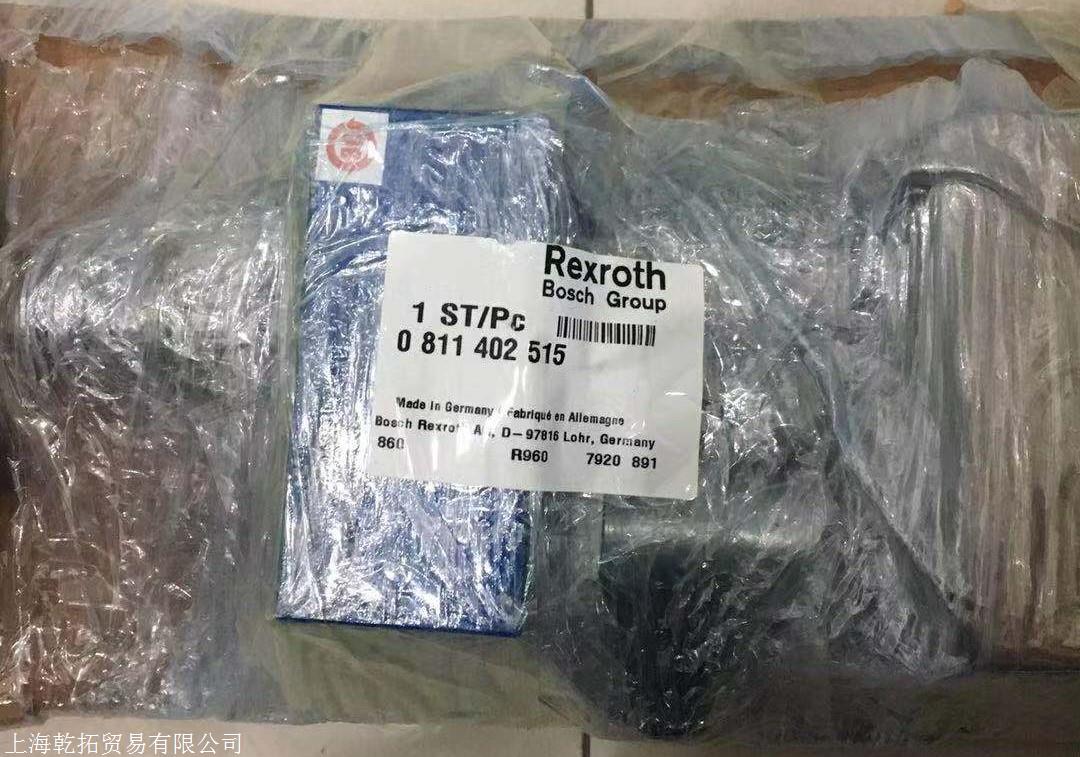 Rexroth
Bosch Group
1 ST/Pc
0 811 402 515
Made in Germany / Fabriqué en Allemagne
Bosch Rexroth AG, D-97816 Lohr, Germany
860 R960 7920 891
上海乾拓贸易有限公司